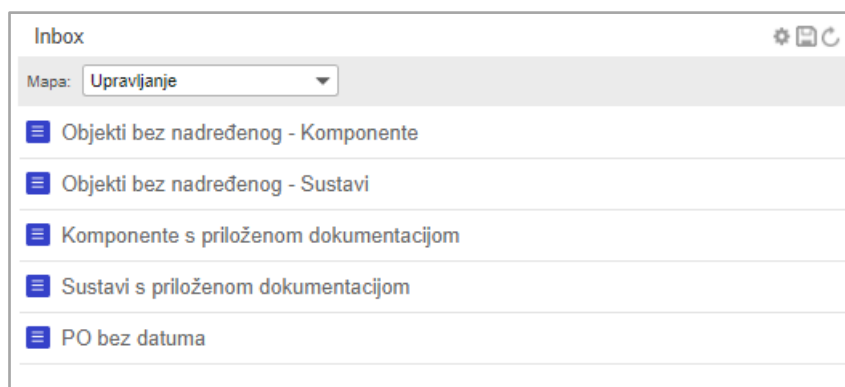 Inbox
Mapa: Upravljanje
Objekti bez nadređenog - Komponente
Objekti bez nadređenog - Sustavi
Komponente s priloženom dokumentacijom
Sustavi s priloženom dokumentacijom
PO bez datuma